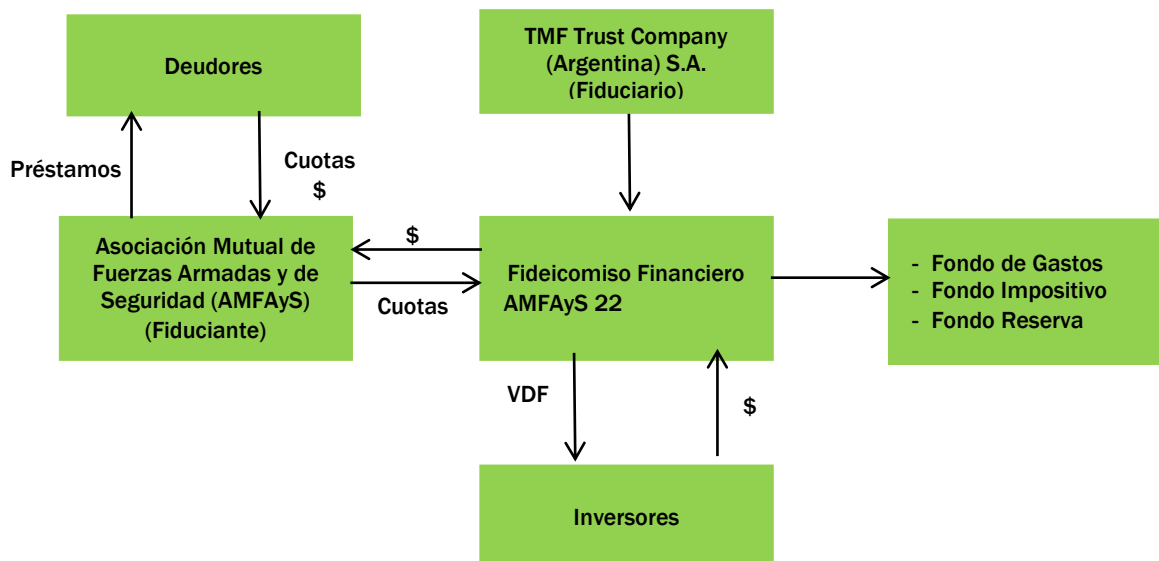 Deudores
TMF Trust Company
(Argentina) S.A.
(Fiduciario)
Préstamos
Cuotas
$
Asociación Mutual de
Fuerzas Armadas y de
Seguridad (AMFAyS)
(Fiduciante)
$
Cuotas
Fideicomiso Financiero
AMFAyS 22
- Fondo de Gastos
- Fondo Impositivo
- Fondo Reserva
VDF
$
Inversores